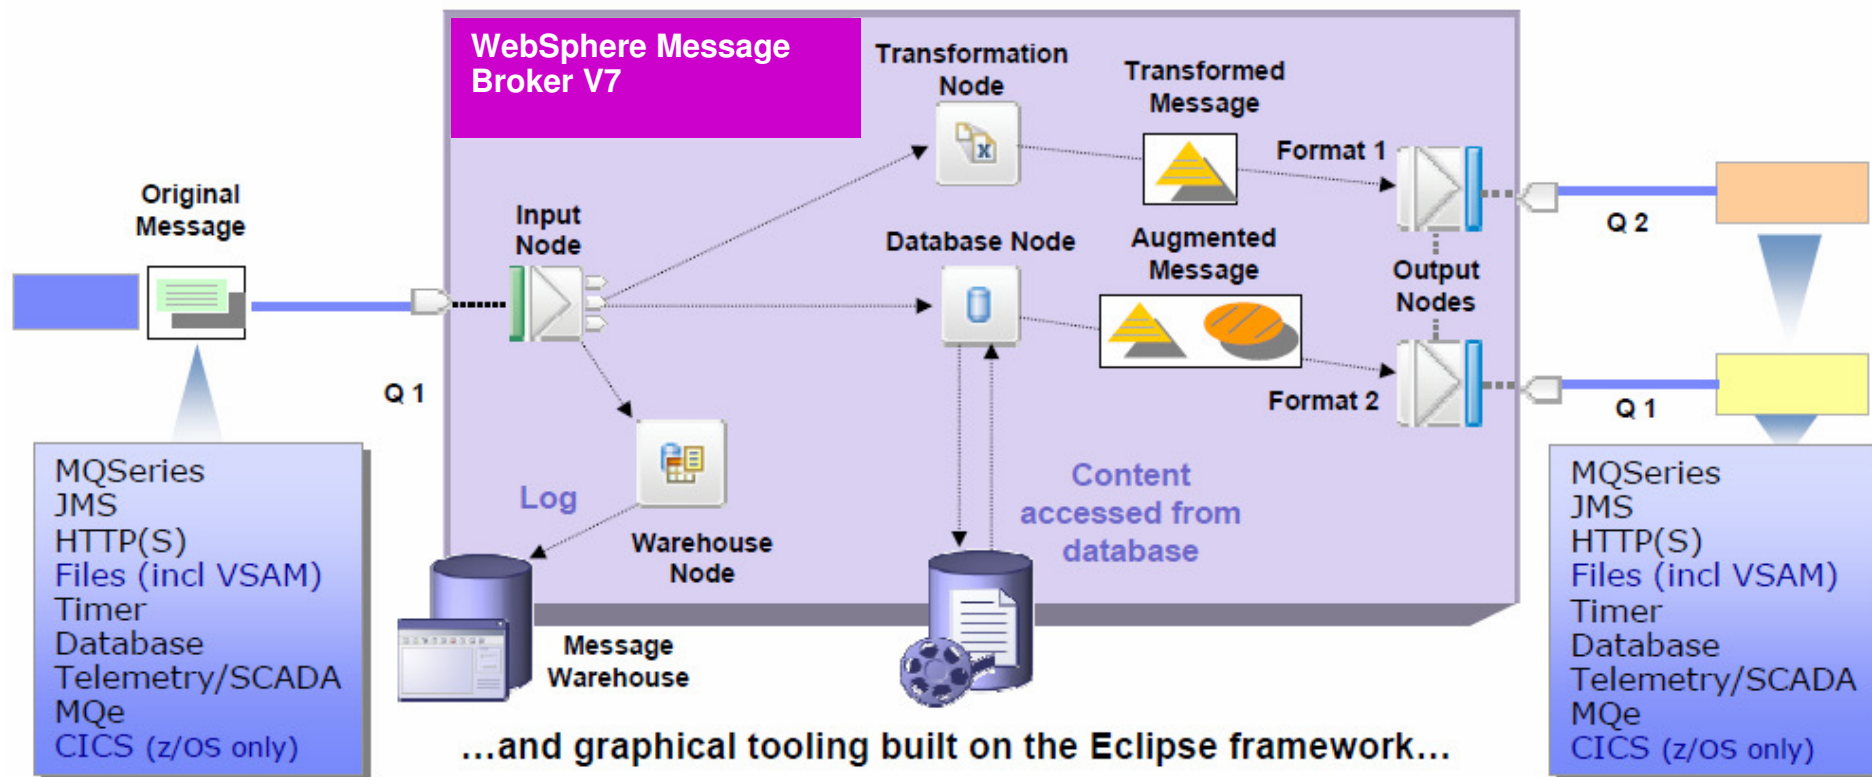 WebSphere Message
Broker V7
Original
Message
Q 1
MQSeries
JMS
HTTP(S)
Files (incl VSAM)
Timer
Database
Telemetry/SCADA
MQe
CICS (z/OS only)
Input
Node
Transformation
Node
Transformed
Message
Format 1
Database Node
Augmented
Message
Output
Nodes
Format 2
Log
Warehouse
Node
Message
Warehouse
Content
accessed from
database
Q 2
Q 1
MQSeries
JMS
HTTP(S)
Files (incl VSAM)
Timer
Database
Telemetry/SCADA
MQe
CICS (z/OS only)
...and graphical tooling built on the Eclipse framework...